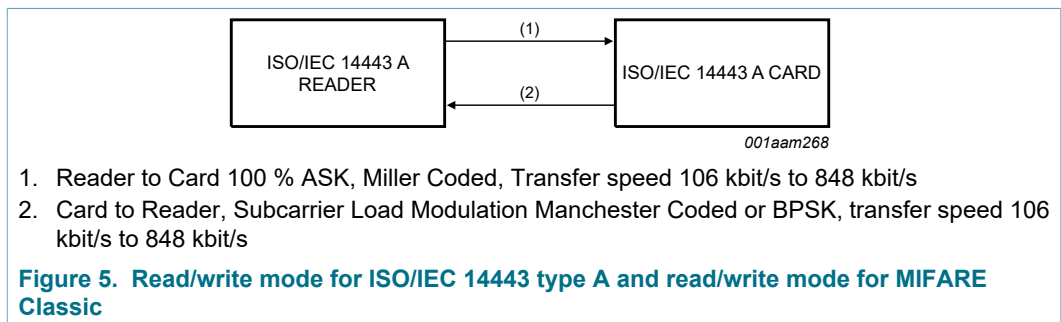 (1)
ISO/IEC 14443 A
READER
ISO/IEC 14443 A CARD
(2)
001aam268
1. Reader to Card 100 % ASK, Miller Coded, Transfer speed 106 kbit/s to 848 kbit/s
2. Card to Reader, Subcarrier Load Modulation Manchester Coded or BPSK, transfer speed 106
kbit/s to 848 kbit/s
Figure 5. Read/write mode for ISO/IEC 14443 type A and read/write mode for MIFARE
Classic